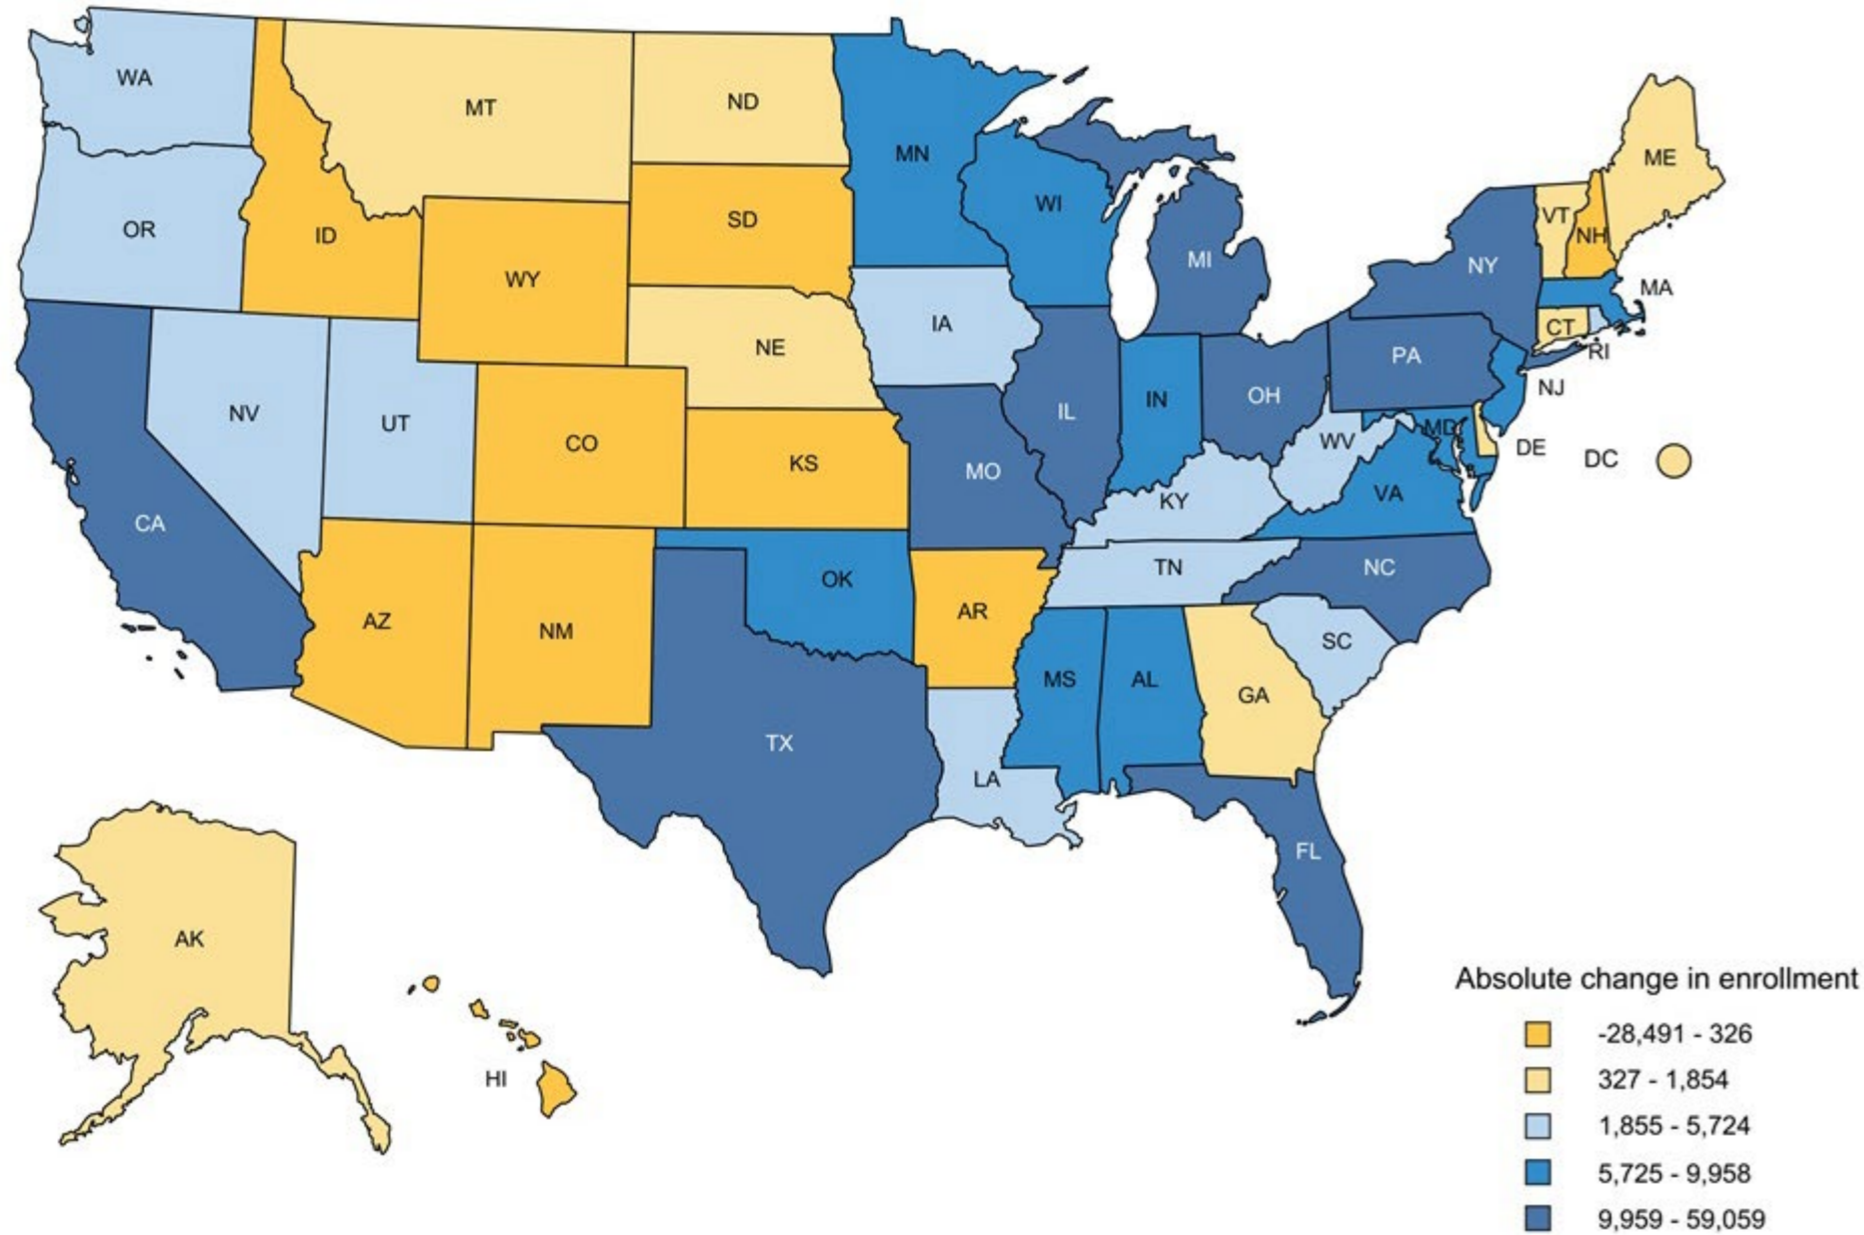 WA
MT
ND
MN
ME
OR
ID
SD
WI
VT
NH
WY
MI
NY
MA
IA
CT
NE
RI
PA
NJ
NV
UT
CO
KS
MO
IL
IN
OH
WV
MD
DE
DC
CA
KY
VA
TN
NC
AZ
NM
OK
AR
SC
MS
AL
GA
TX
LA
FL
AK
HI
Absolute change in enrollment
-28,491 - 326
327 - 1,854
1,855 - 5,724
5,725 - 9,958
9,959 - 59,059